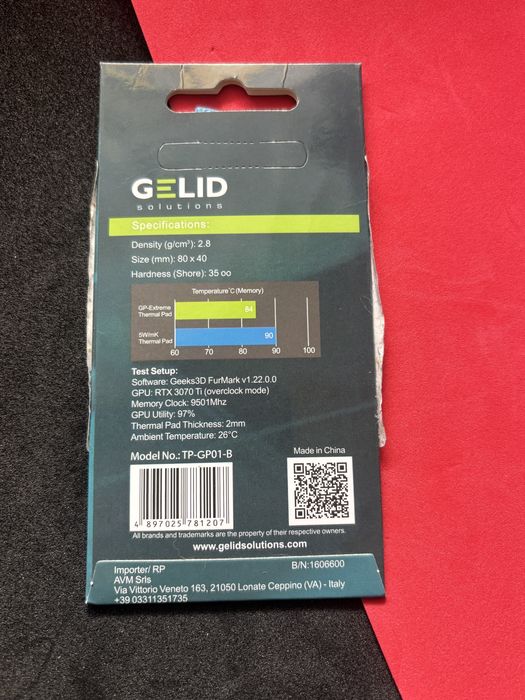 GELID
solutions
Specifications:
Density (g/cm³): 2.8
Size (mm): 80 x 40
Hardness (Shore): 35 oo
Temperature˚C (Memory)
GP-Extreme
Thermal Pad
84
5W/mK
Thermal Pad
90
60 70 80 90 100
Test Setup:
Software: Geeks3D FurMark v1.22.0.0
GPU: RTX 3070 Ti (overclock mode)
Memory Clock: 9501Mhz
GPU Utility: 97%
Thermal Pad Thickness: 2mm
Ambient Temperature: 26°C
Model No.: TP-GP01-B
Made in China
4 897025 781207
All brands and trademarks are the property of their respective owners.
www.gelidsolutions.com
Importer/ RP
B/N:1606600
AVM Srls
Via Vittorio Veneto 163, 21050 Lonate Ceppino (VA) - Italy
+39 03311351735